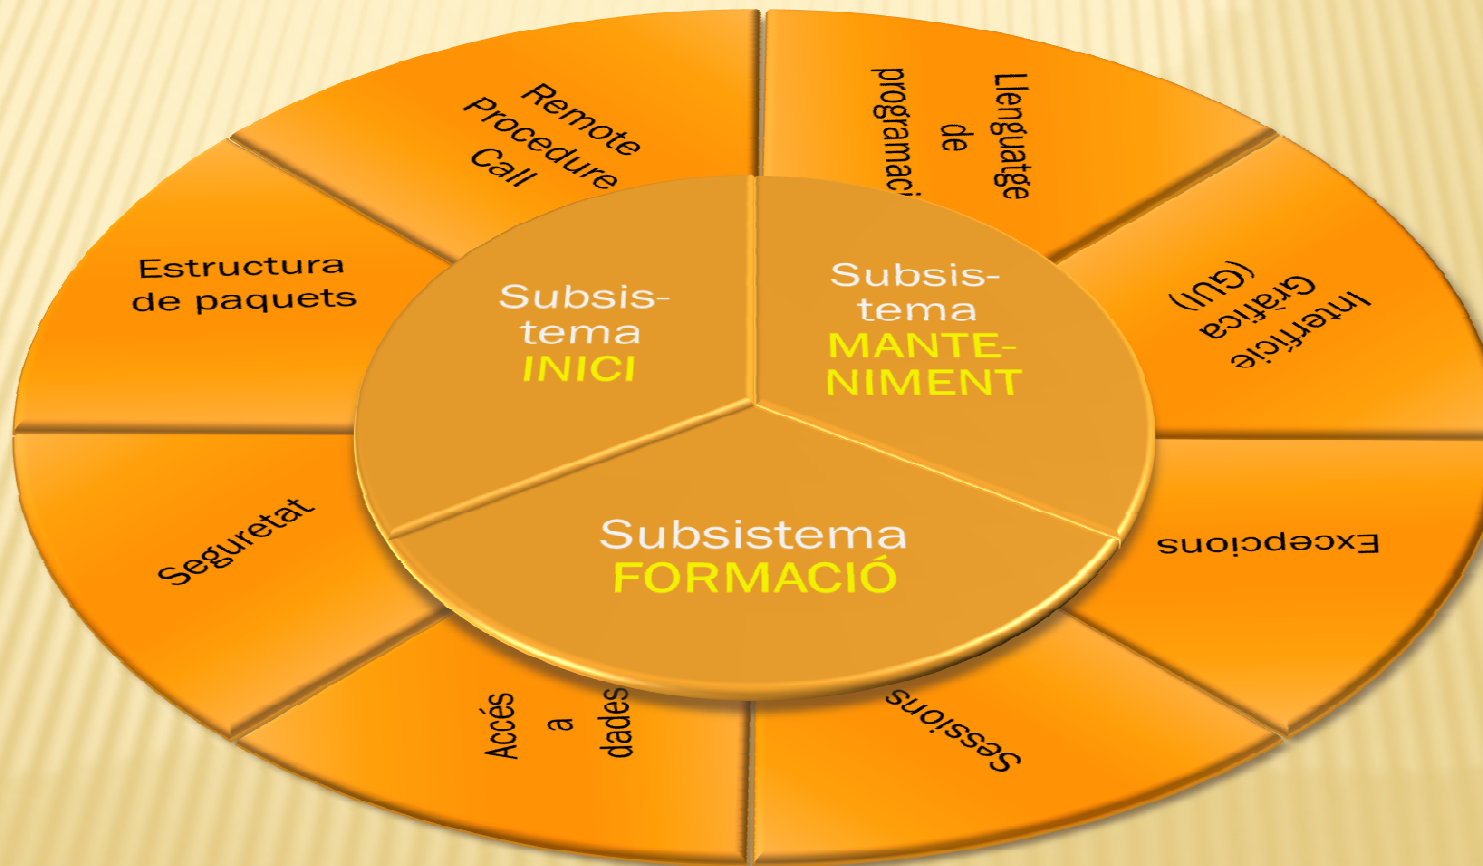 Remote
Procedure
Call
Llenguatge
de
programaci
Interfície
Gràfica
(GUI)
Excepcions
Sessions
Accés
a
dades
Seguretat
Estructura
de paquets
Subsis-
tema
INICI
Subsis-
tema
MANTE-
NIMENT
Subsistema
FORMACIÓ